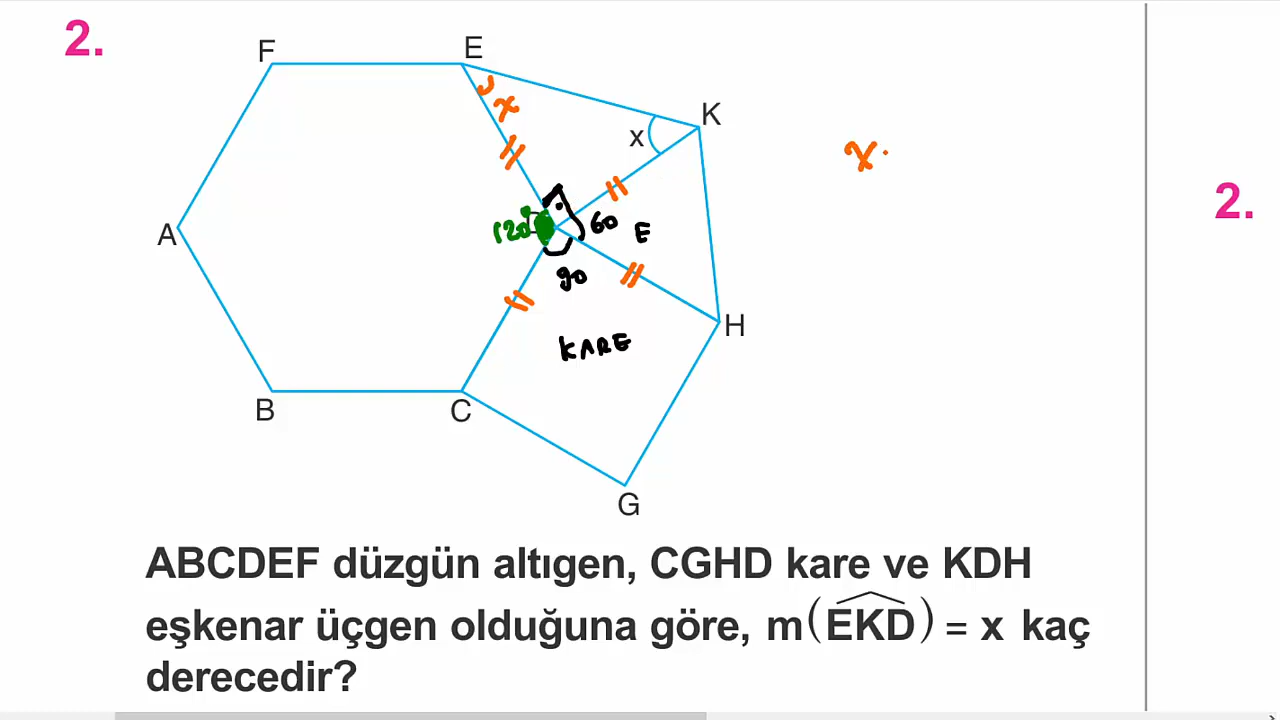 2.
F
E
K
x
x
x
120°
60
E
A
90
2.
H
KARE
B
C
G
ABCDEF düzgün altıgen, CGHD kare ve KDH
eşkenar üçgen olduğuna göre, m(EKD) = x kaç
derecedir?